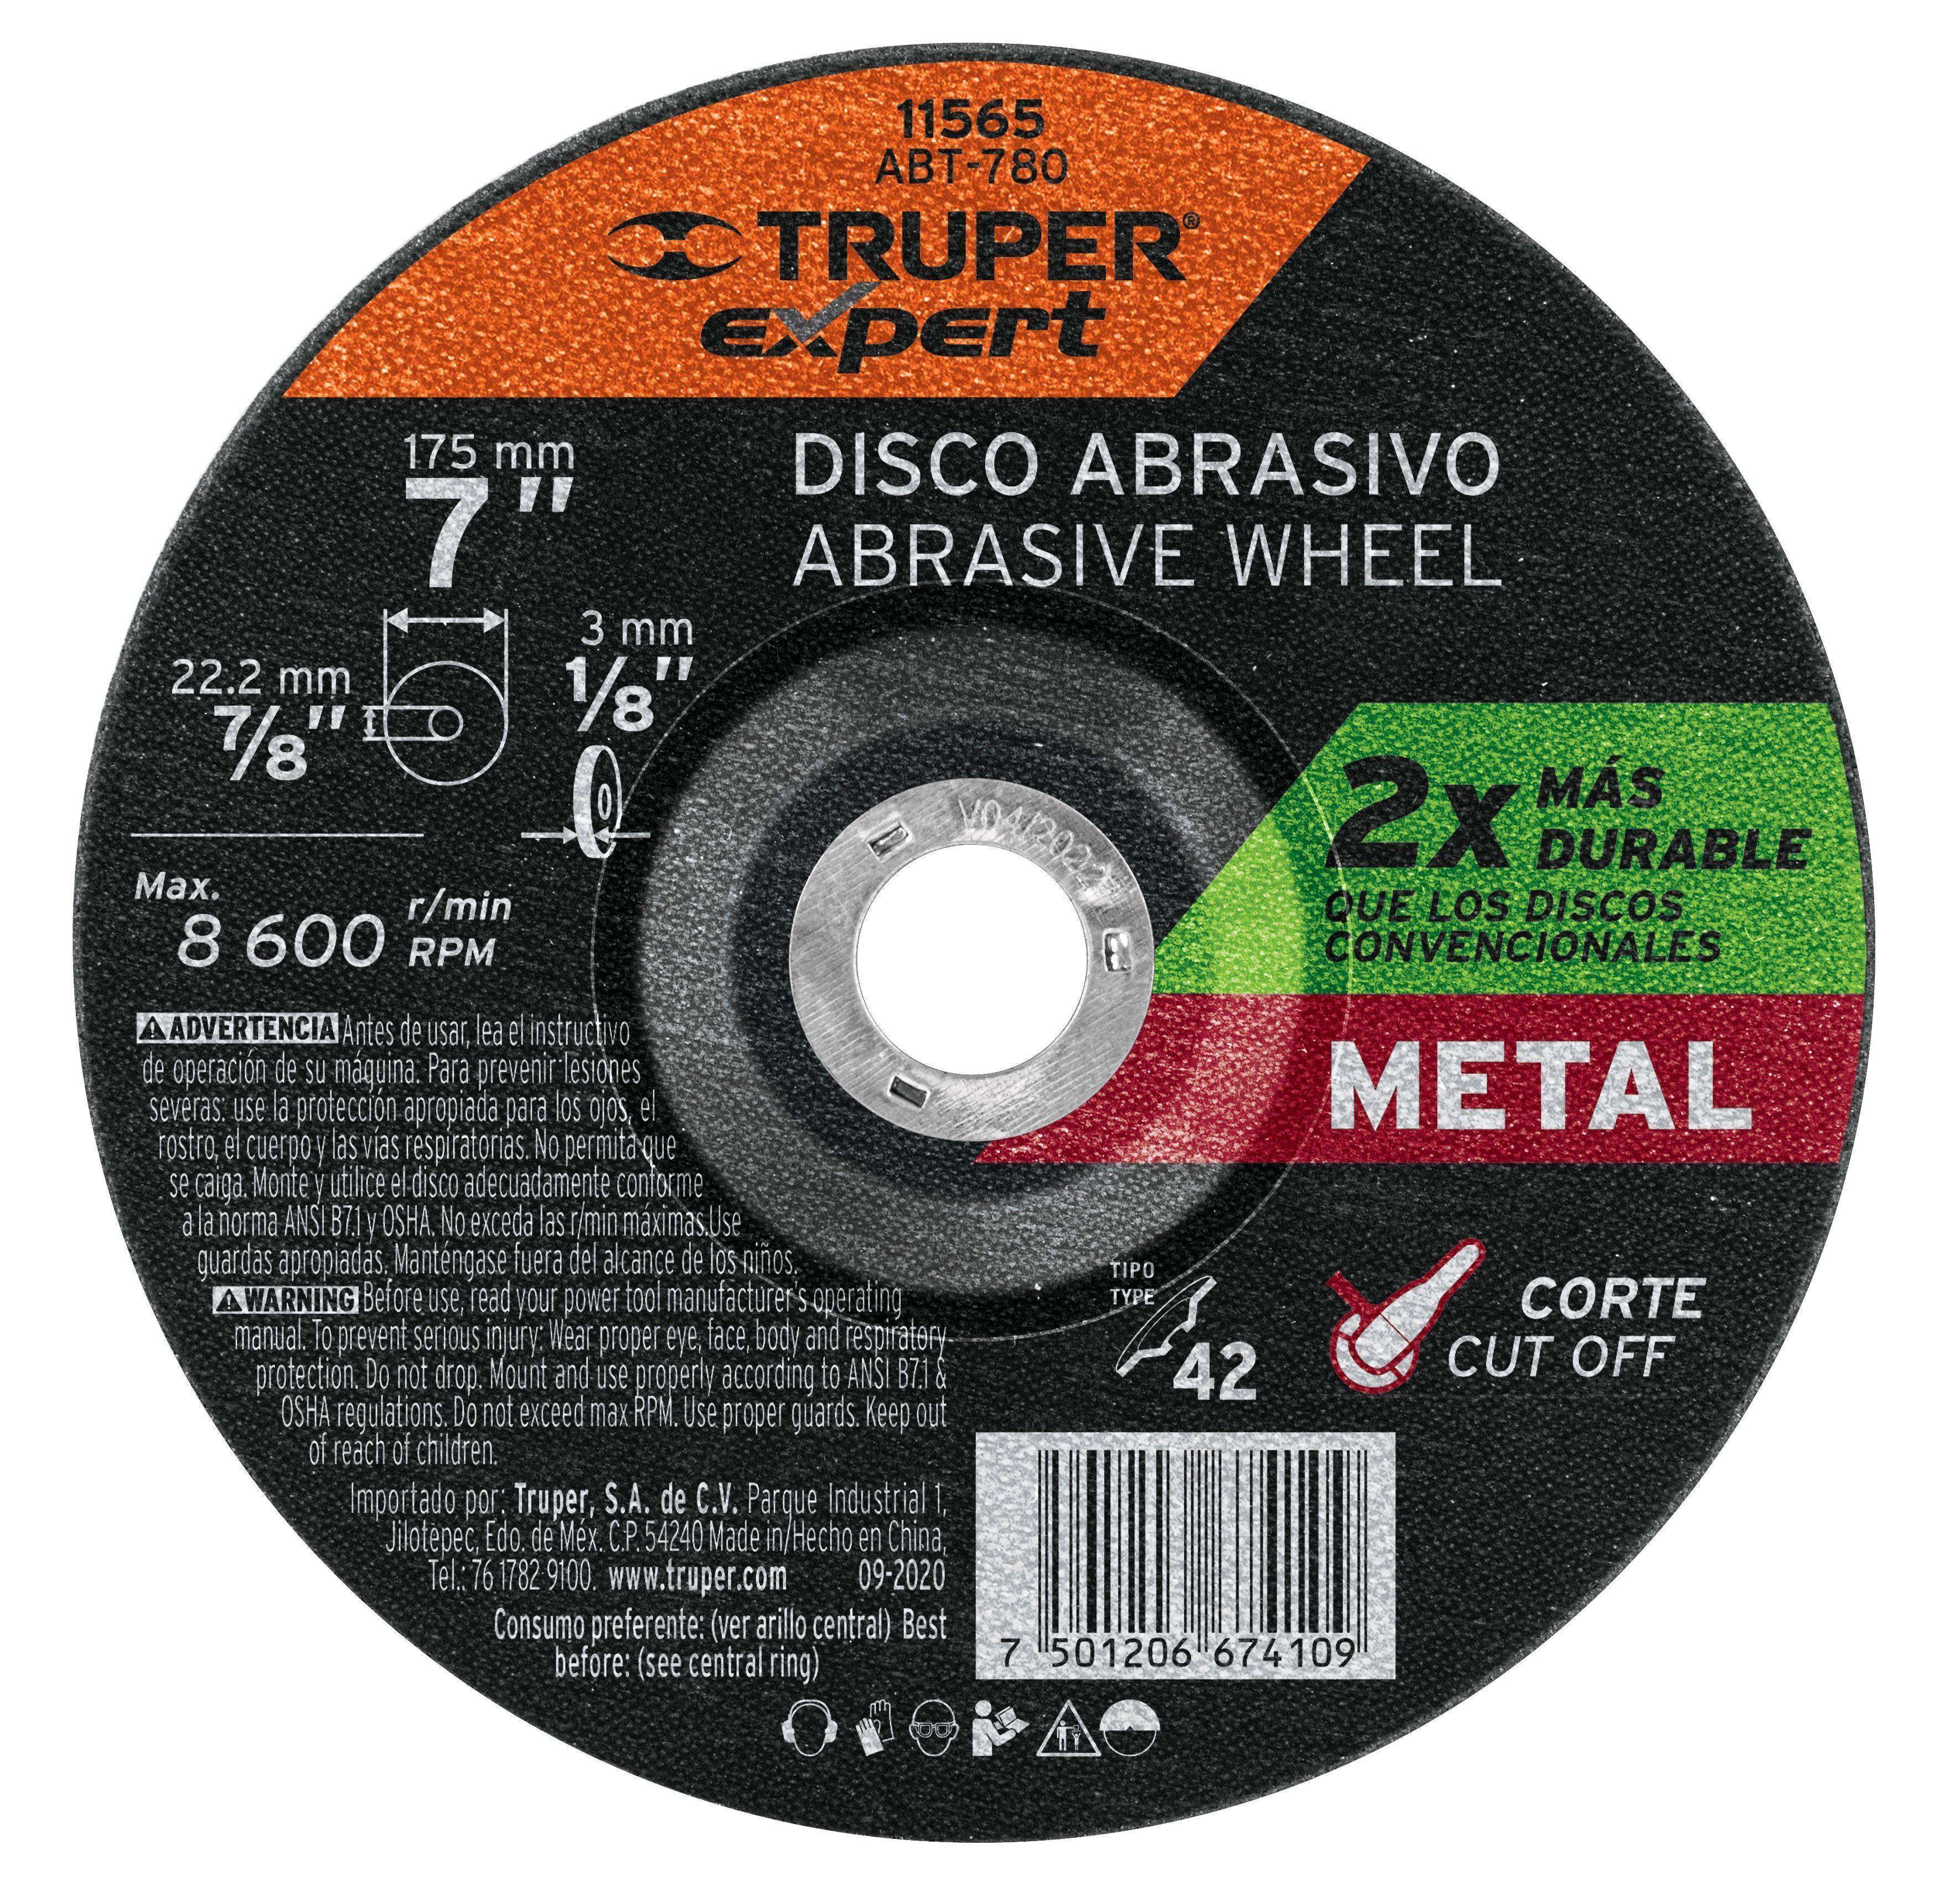 11565
ABT-780
TRUPER®
expert
175 mm
7"
DISCO ABRASIVO
ABRASIVE WHEEL
22.2 mm
7/8"
3 mm
1/8"
V04/2022
2x MÁS
DURABLE
QUE LOS DISCOS
CONVENCIONALES
METAL
Max.
8 600 r/min
RPM
ADVERTENCIA Antes de usar, lea el instructivo
de operación de su máquina. Para prevenir lesiones
severas: use la protección apropiada para los ojos, el
rostro, el cuerpo y las vías respiratorias. No permita que
se caiga. Monte y utilice el disco adecuadamente conforme
a la norma ANSI B7.1 y OSHA. No exceda las r/min máximas.Use
guardas apropiadas. Manténgase fuera del alcance de los niños.
WARNING Before use, read your power tool manufacturer's operating
manual. To prevent serious injury: Wear proper eye, face, body and respiratory
protection. Do not drop. Mount and use properly according to ANSI B7.1 &
OSHA regulations. Do not exceed max RPM. Use proper guards. Keep out
of reach of children.
TIPO
TYPE
42
CORTE
CUT OFF
Importado por: Truper, S.A. de C.V. Parque Industrial 1,
Jilotepec, Edo. de Méx. C.P. 54240 Made in/Hecho en China,
Tel.: 76 1782 9100. www.truper.com 09-2020
Consumo preferente: (ver arillo central) Best
before: (see central ring)
7 501206 674109